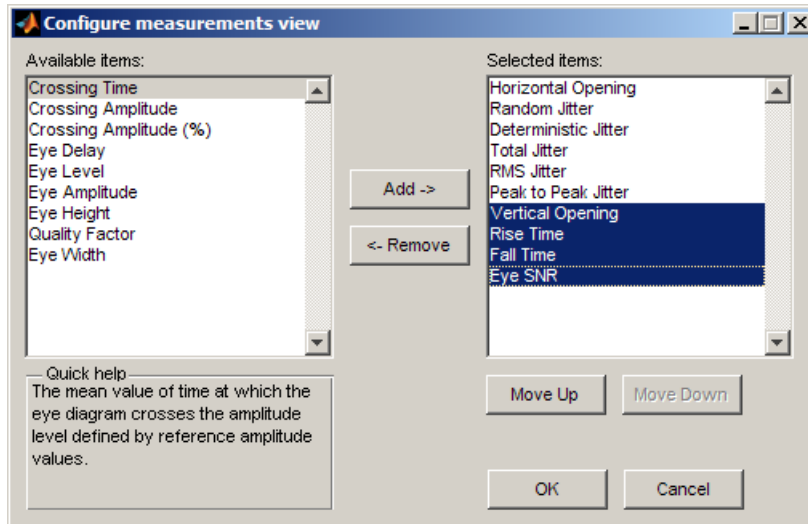 Configure measurements view
Available items:
Crossing Time
Crossing Amplitude
Crossing Amplitude (%)
Eye Delay
Eye Level
Eye Amplitude
Eye Height
Quality Factor
Eye Width
Add ->
<- Remove
Selected items:
Horizontal Opening
Random Jitter
Deterministic Jitter
Total Jitter
RMS Jitter
Peak to Peak Jitter
Vertical Opening
Rise Time
Fall Time
Eye SNR
Quick help
The mean value of time at which the
eye diagram crosses the amplitude
level defined by reference amplitude
values.
Move Up
Move Down
OK
Cancel